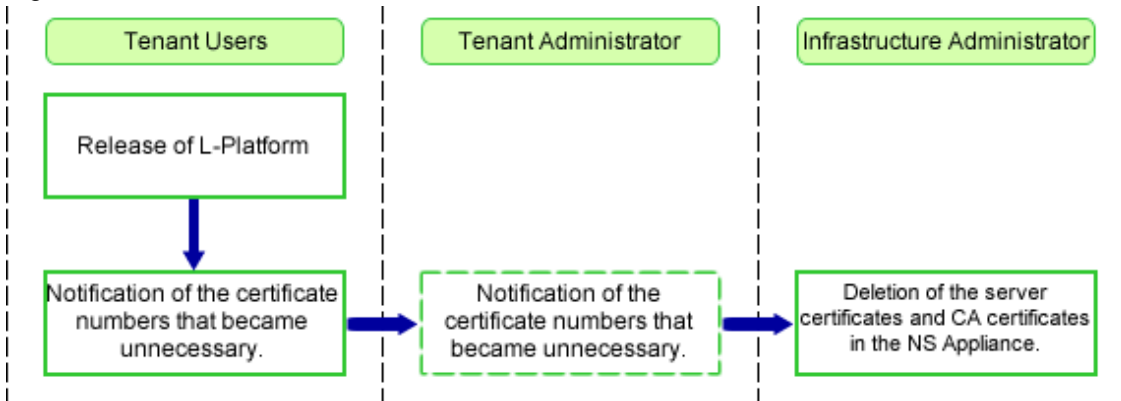 Tenant Users
Tenant Administrator
Infrastructure Administrator
Release of L-Platform
Notification of the certificate
numbers that became
unnecessary.
Notification of the
certificate numbers that
became unnecessary.
Deletion of the server
certificates and CA certificates
in the NS Appliance.